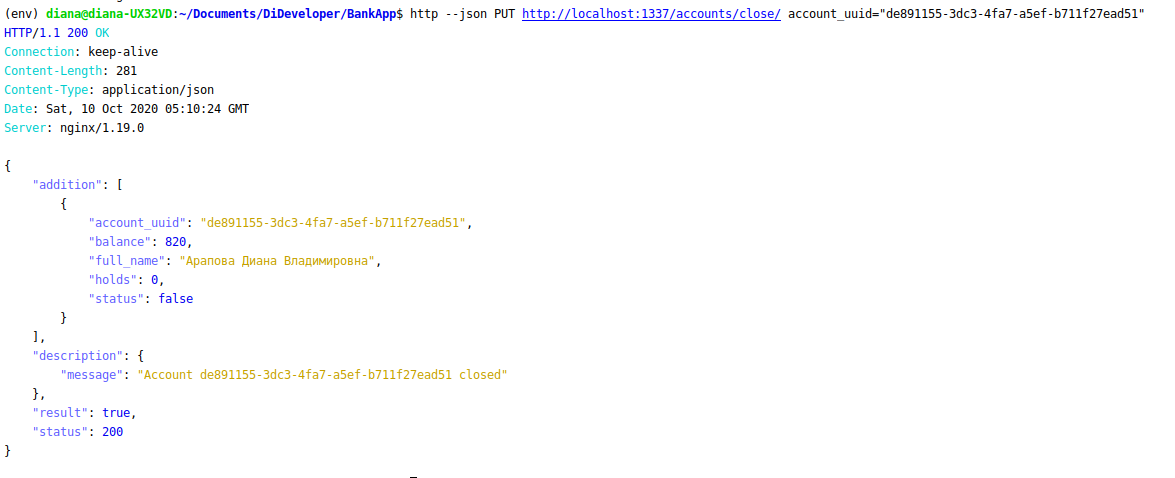 (env) diana@diana-UX32VD:~/Documents/DiDeveloper/BankApp$ http --json PUT http://localhost:1337/accounts/close/ account_uuid="de891155-3dc3-4fa7-a5ef-b711f27ead51"
HTTP/1.1 200 OK
Connection: keep-alive
Content-Length: 281
Content-Type: application/json
Date: Sat, 10 Oct 2020 05:10:24 GMT
Server: nginx/1.19.0

{
    "addition": [
        {
            "account_uuid": "de891155-3dc3-4fa7-a5ef-b711f27ead51",
            "balance": 820,
            "full_name": "Арапова Диана Владимировна",
            "holds": 0,
            "status": false
        }
    ],
    "description": {
        "message": "Account de891155-3dc3-4fa7-a5ef-b711f27ead51 closed"
    },
    "result": true,
    "status": 200
}